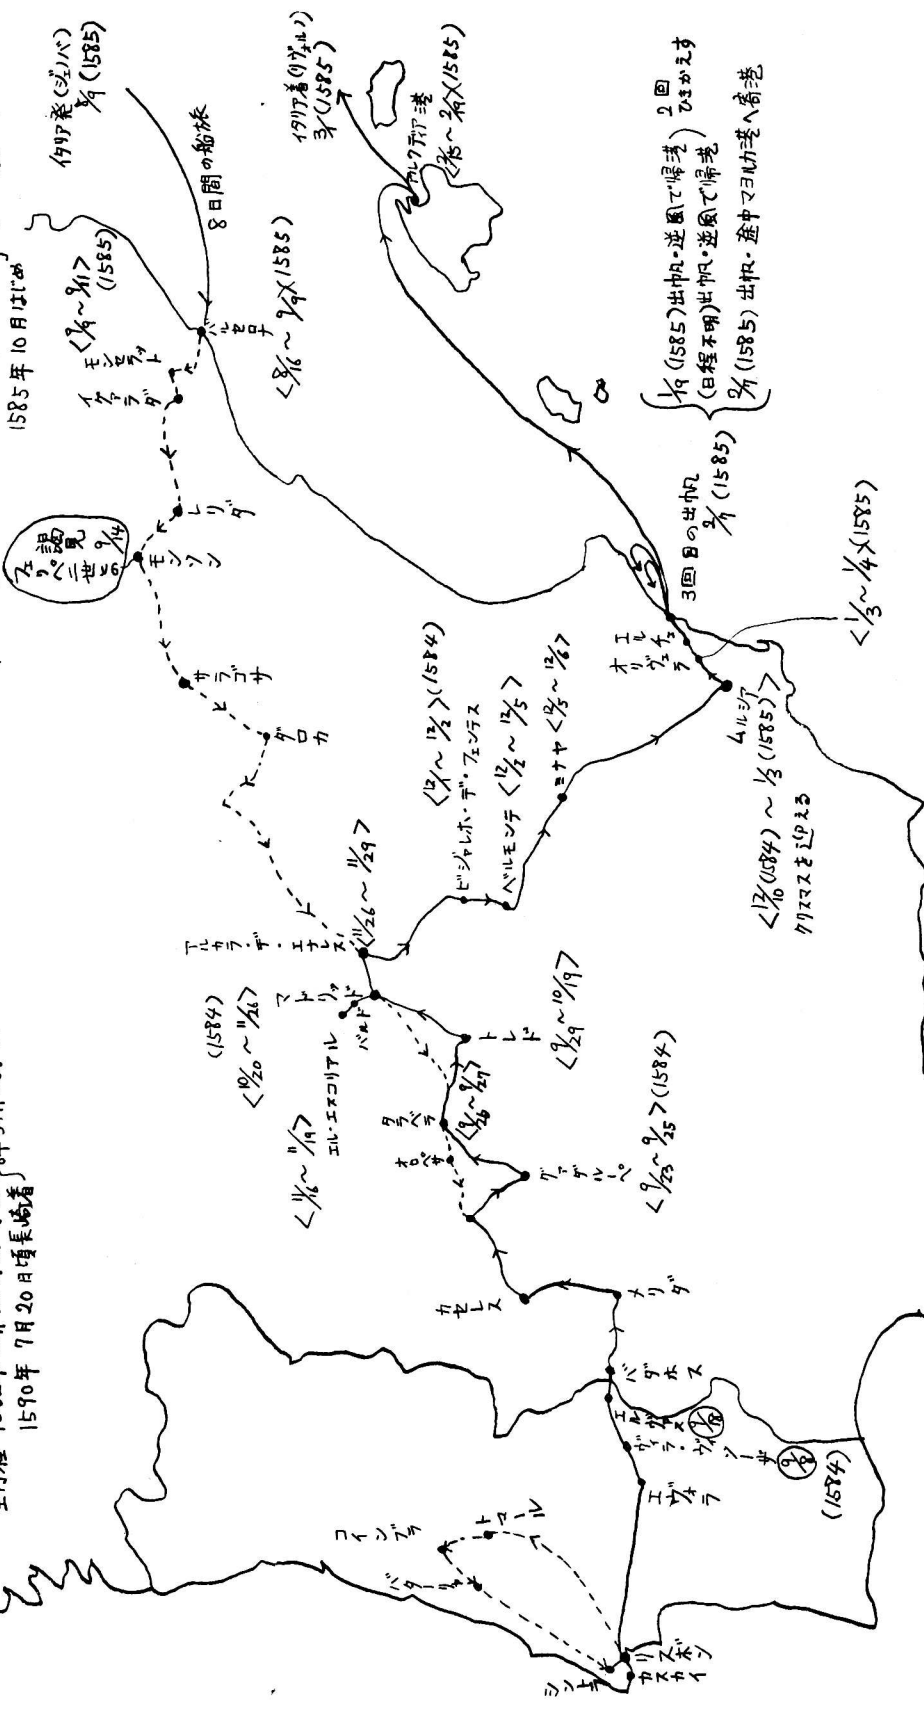 1590年 7月20日頃長崎着
1585年10月はじめ
イタリア発(ジェノバ)
8/9 (1585)
8日間の船旅
イタリア着(リヴォルノ)
3/1 (1585)
アルクディア港
(1585)
バルセロナ
<8/16~9/9>(1585)
モンセラット
<9/9~9/11>
(1585)
イグァラダ
レリダ
モンソン
フェリペ二世との
謁見
9/14
サラゴサ
ダロカ
アルカラ・デ・エナレス
<11/26~11/29>
マドリッド
(1584)
<10/20~11/26>
パルド
エル・エスコリアル
<11/16~11/19>
トレド
<9/29~10/19>
タラベラ
<9/26~9/27>
オロペサ
グァダルーペ
<9/23~9/25>(1584)
カセレス
メリダ
バダホス
エルヴァス
9/18
ヴィラ・ヴィソーザ
9/8
(1584)
エヴォラ
コインブラ
バターリャ
トマール
シントラ
リスボン
カスカイ
<12/1~12/2>(1584)
ビジャレホ・デ・フェンテス
ベルモンテ<12/2~12/5>
ミナヤ<12/5~12/6>
ムルシア
<12/10(1584)~1/3(1585)>
クリスマスを迎える
オリウェラ
エルチェ
<1/3~1/4>(1585)
3回目の出帆
2/7 (1585)
1/19(1585)出帆・逆風で帰港
(日程不明)出帆・逆風で帰港
2回
ひきかえす
2/7(1585)出帆・途中マヨルカ港へ寄港